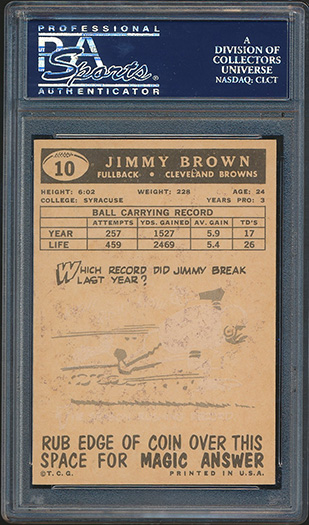 PROFESSIONAL
PSA
Sports
AUTHENTICATOR
A
DIVISION OF
COLLECTORS
UNIVERSE
NASDAQ: CLCT
10
JIMMY BROWN
FULLBACK • CLEVELAND BROWNS
HEIGHT: 6:02 WEIGHT: 228 AGE: 24
COLLEGE: SYRACUSE YEARS PRO: 3
BALL CARRYING RECORD
ATTEMPTS YDS. GAINED AV. GAIN TD'S
YEAR 257 1527 5.9 17
LIFE 459 2469 5.4 26
WHICH RECORD DID JIMMY BREAK
LAST YEAR?
RUB EDGE OF COIN OVER THIS
SPACE FOR MAGIC ANSWER
©T.C.G. PRINTED IN U.S.A.